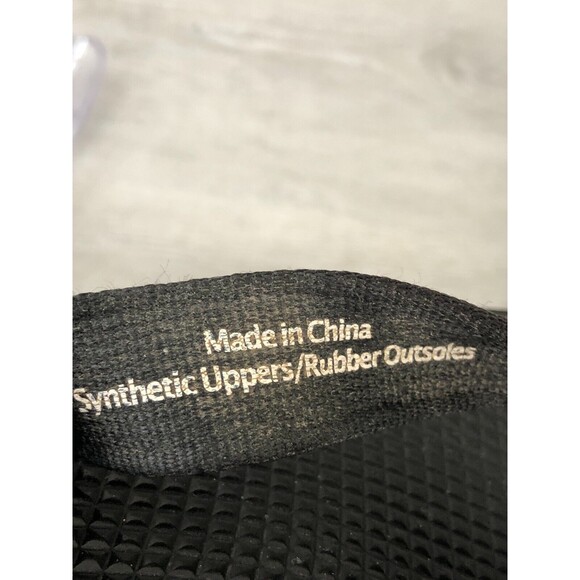 Made in China
Synthetic Uppers/Rubber Outsoles